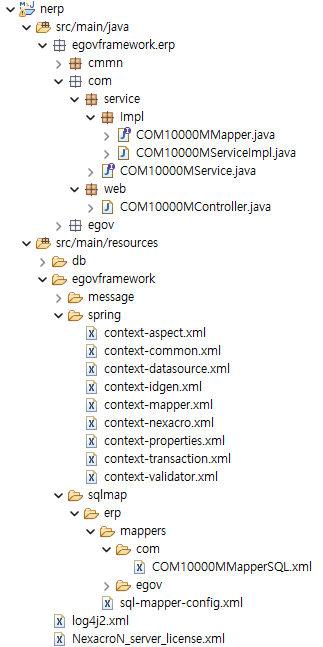 nerp
src/main/java
egovframework.erp
cmmn
com
service
Impl
COM10000MMapper.java
COM10000MServiceImpl.java
COM10000MService.java
web
COM10000MController.java
egov
src/main/resources
db
egovframework
message
spring
context-aspect.xml
context-common.xml
context-datasource.xml
context-idgen.xml
context-mapper.xml
context-nexacro.xml
context-properties.xml
context-transaction.xml
context-validator.xml
sqlmap
erp
mappers
com
COM10000MMapperSQL.xml
egov
sql-mapper-config.xml
log4j2.xml
NexacroN_server_license.xml